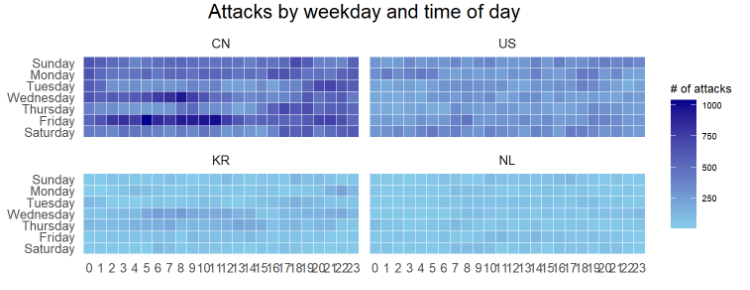 Attacks by weekday and time of day
CN
US
Sunday
Monday
Tuesday
Wednesday
Thursday
Friday
Saturday
# of attacks
1000
750
500
250
KR
NL
Sunday
Monday
Tuesday
Wednesday
Thursday
Friday
Saturday
0 1 2 3 4 5 6 7 8 9 10 11 12 13 14 15 16 17 18 19 20 21 22 23
0 1 2 3 4 5 6 7 8 9 10 11 12 13 14 15 16 17 18 19 20 21 22 23